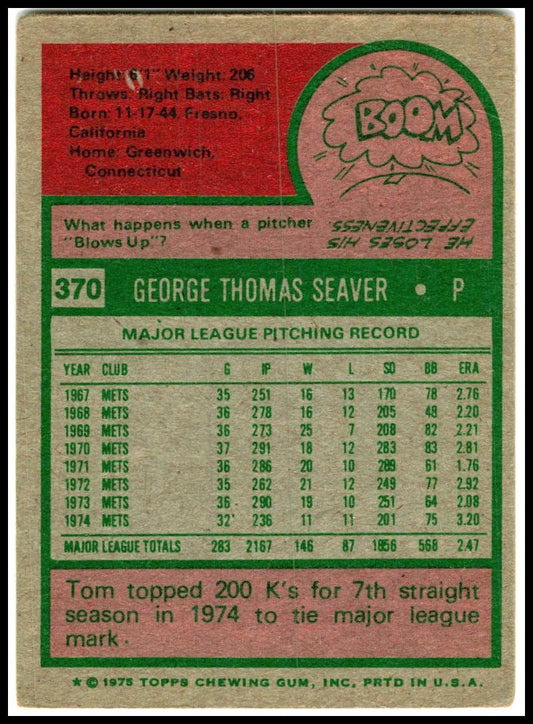 Height: 6'1" Weight: 206
Throws: Right Bats: Right
Born: 11-17-44, Fresno,
California
Home: Greenwich,
Connecticut
BOOM
What happens when a pitcher
"Blows Up"?
HE LOSES HIS
EFFECTIVENESS.
370 GEORGE THOMAS SEAVER • P
MAJOR LEAGUE PITCHING RECORD
YEAR CLUB G IP W L SO BB ERA
1967 METS 35 251 16 13 170 78 2.76
1968 METS 36 278 16 12 205 48 2.20
1969 METS 36 273 25 7 208 82 2.21
1970 METS 37 291 18 12 283 83 2.81
1971 METS 36 286 20 10 289 61 1.76
1972 METS 35 262 21 12 249 77 2.92
1973 METS 36 290 19 10 251 64 2.08
1974 METS 32 236 11 11 201 75 3.20
MAJOR LEAGUE TOTALS 283 2167 146 87 1856 568 2.47
Tom topped 200 K's for 7th straight
season in 1974 to tie major league
mark.
★ © 1975 TOPPS CHEWING GUM, INC. PRTD IN U.S.A.